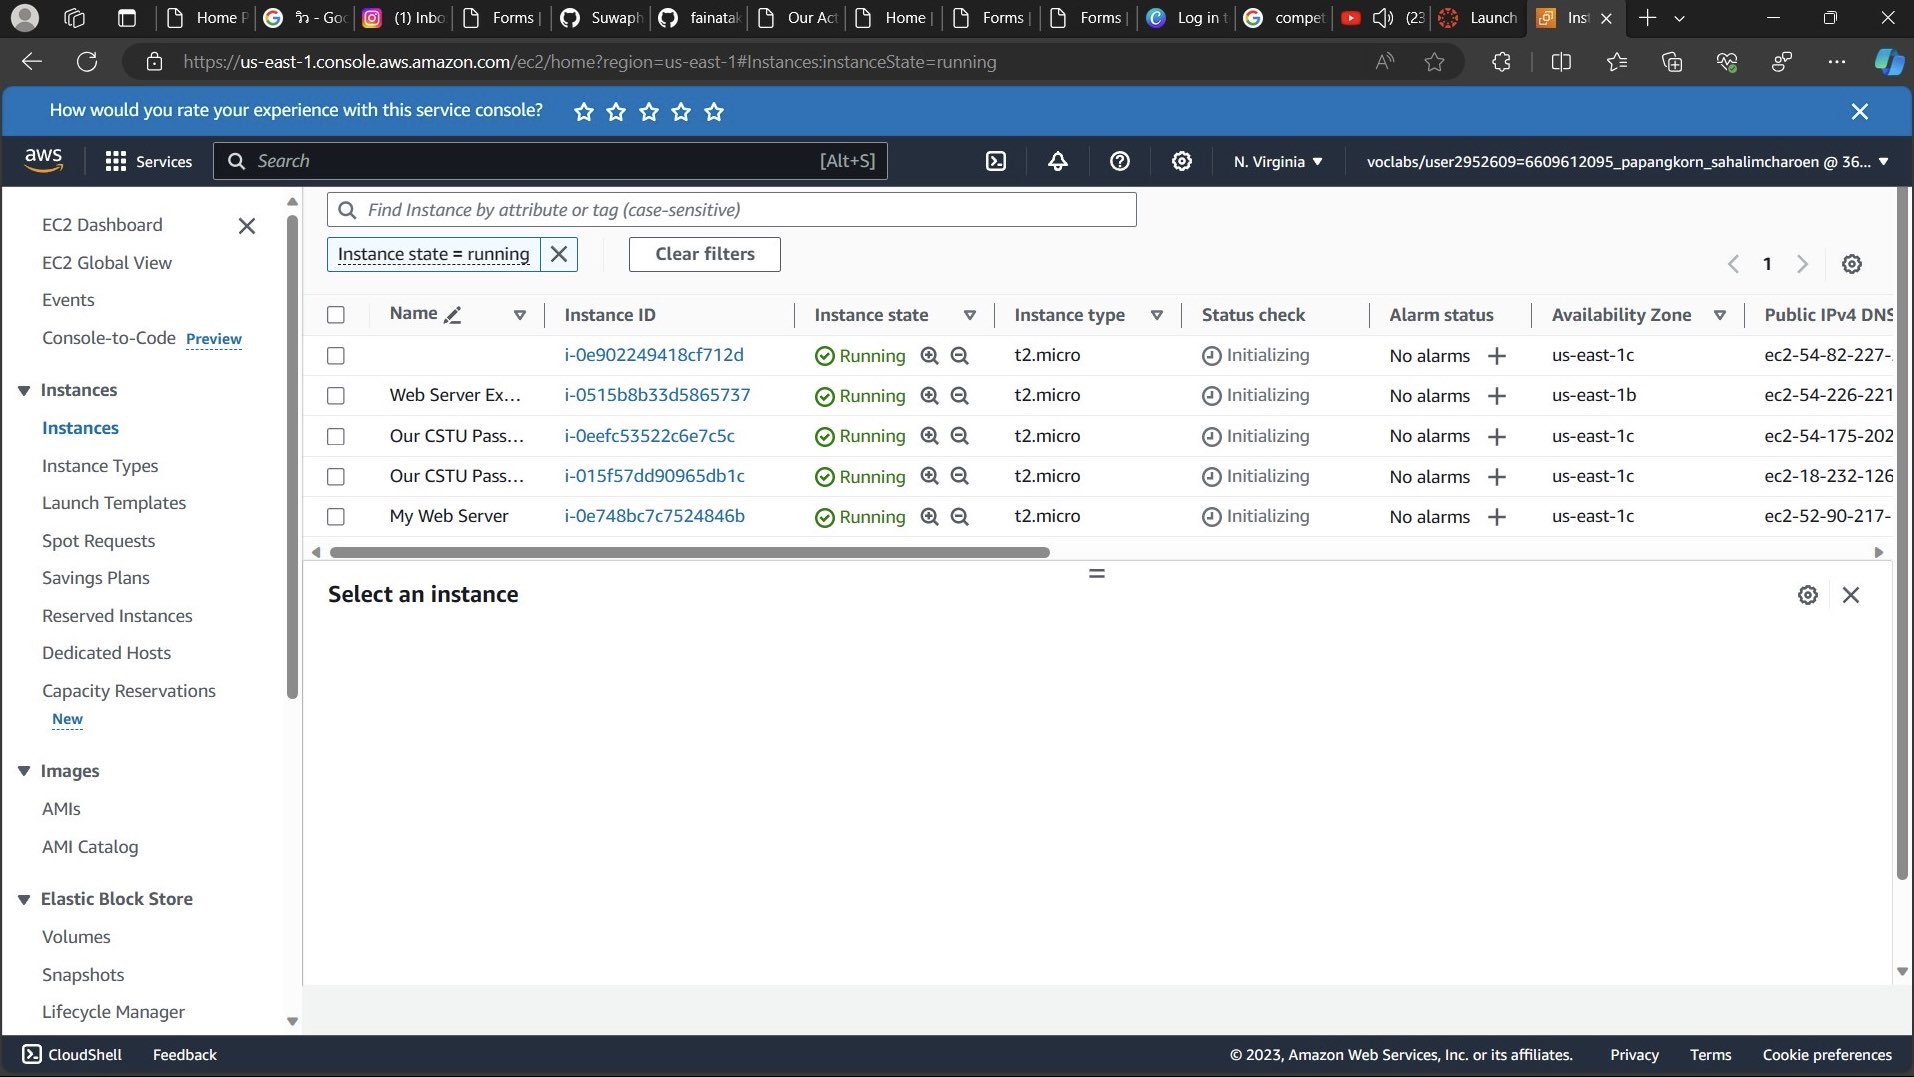 Home P
ວิว - Goo
(1) Inbo
Forms |
Suwaph
fainatak
Our Act
Home |
Forms |
Forms |
Log in t
compet
(23
Launch
Inst
https://us-east-1.console.aws.amazon.com/ec2/home?region=us-east-1#Instances:instanceState=running
How would you rate your experience with this service console?
aws
Services
Search
[Alt+S]
N. Virginia
voclabs/user2952609=6609612095_papangkorn_sahalimcharoen @ 36...
EC2 Dashboard
EC2 Global View
Events
Console-to-Code Preview
Instances
Instances
Instance Types
Launch Templates
Spot Requests
Savings Plans
Reserved Instances
Dedicated Hosts
Capacity Reservations
New
Images
AMIs
AMI Catalog
Elastic Block Store
Volumes
Snapshots
Lifecycle Manager
Find Instance by attribute or tag (case-sensitive)
Instance state = running
Clear filters
1
Name Instance ID Instance state Instance type Status check Alarm status Availability Zone Public IPv4 DNS
i-0e902249418cf712d Running t2.micro Initializing No alarms us-east-1c ec2-54-82-227-
Web Server Ex... i-0515b8b33d5865737 Running t2.micro Initializing No alarms us-east-1b ec2-54-226-221
Our CSTU Pass... i-0eefc53522c6e7c5c Running t2.micro Initializing No alarms us-east-1c ec2-54-175-202
Our CSTU Pass... i-015f57dd90965db1c Running t2.micro Initializing No alarms us-east-1c ec2-18-232-126
My Web Server i-0e748bc7c7524846b Running t2.micro Initializing No alarms us-east-1c ec2-52-90-217-
Select an instance
CloudShell
Feedback
© 2023, Amazon Web Services, Inc. or its affiliates.
Privacy
Terms
Cookie preferences